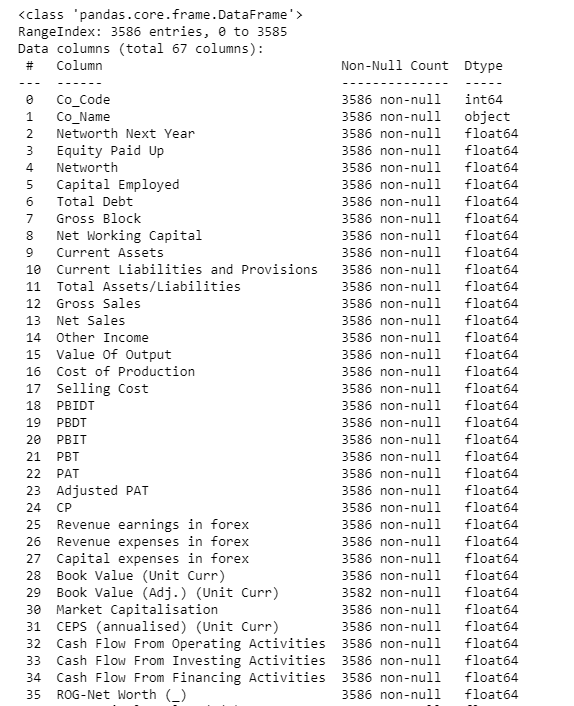 <class 'pandas.core.frame.DataFrame'>
RangeIndex: 3586 entries, 0 to 3585
Data columns (total 67 columns):
 #   Column                               Non-Null Count  Dtype
---  ------                               --------------  -----
 0   Co_Code                              3586 non-null   int64
 1   Co_Name                              3586 non-null   object
 2   Networth Next Year                   3586 non-null   float64
 3   Equity Paid Up                       3586 non-null   float64
 4   Networth                             3586 non-null   float64
 5   Capital Employed                     3586 non-null   float64
 6   Total Debt                           3586 non-null   float64
 7   Gross Block                          3586 non-null   float64
 8   Net Working Capital                  3586 non-null   float64
 9   Current Assets                       3586 non-null   float64
 10  Current Liabilities and Provisions   3586 non-null   float64
 11  Total Assets/Liabilities             3586 non-null   float64
 12  Gross Sales                          3586 non-null   float64
 13  Net Sales                            3586 non-null   float64
 14  Other Income                         3586 non-null   float64
 15  Value Of Output                      3586 non-null   float64
 16  Cost of Production                   3586 non-null   float64
 17  Selling Cost                         3586 non-null   float64
 18  PBIDT                                3586 non-null   float64
 19  PBDT                                 3586 non-null   float64
 20  PBIT                                 3586 non-null   float64
 21  PBT                                  3586 non-null   float64
 22  PAT                                  3586 non-null   float64
 23  Adjusted PAT                         3586 non-null   float64
 24  CP                                   3586 non-null   float64
 25  Revenue earnings in forex            3586 non-null   float64
 26  Revenue expenses in forex            3586 non-null   float64
 27  Capital expenses in forex            3586 non-null   float64
 28  Book Value (Unit Curr)               3586 non-null   float64
 29  Book Value (Adj.) (Unit Curr)        3582 non-null   float64
 30  Market Capitalisation                3586 non-null   float64
 31  CEPS (annualised) (Unit Curr)        3586 non-null   float64
 32  Cash Flow From Operating Activities  3586 non-null   float64
 33  Cash Flow From Investing Activities  3586 non-null   float64
 34  Cash Flow From Financing Activities  3586 non-null   float64
 35  ROG-Net Worth (_)                    3586 non-null   float64